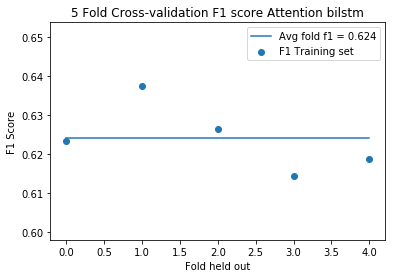 5 Fold Cross-validation F1 score Attention bilstm
Avg fold f1 = 0.624
F1 Training set
F1 Score
0.65
0.64
0.63
0.62
0.61
0.60
0.0 0.5 1.0 1.5 2.0 2.5 3.0 3.5 4.0
Fold held out